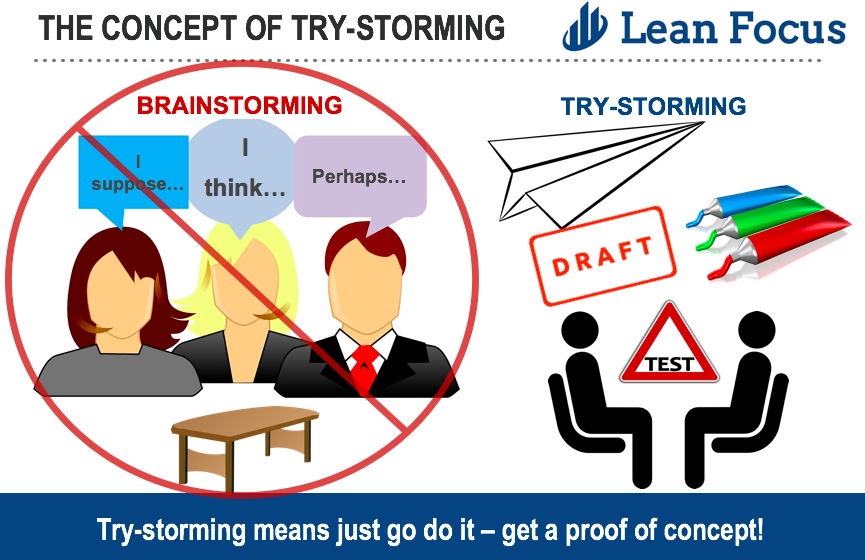 THE CONCEPT OF TRY-STORMING
Lean Focus
BRAINSTORMING
I
suppose…
I
think…
Perhaps…
TRY-STORMING
DRAFT
TEST
Try-storming means just go do it – get a proof of concept!